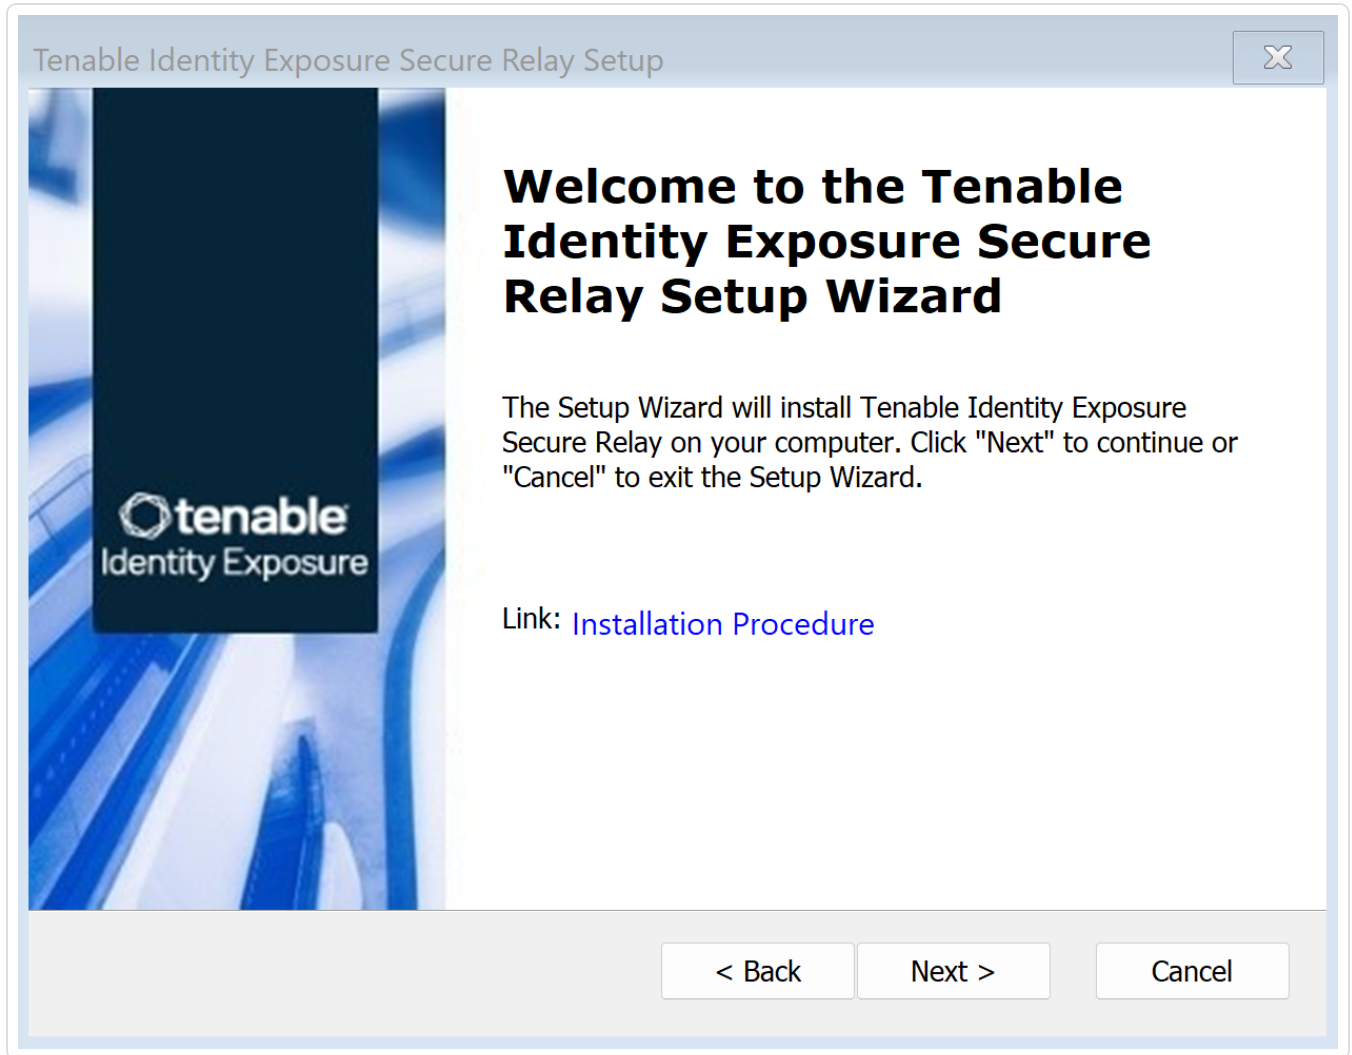 Tenable Identity Exposure Secure Relay Setup
Welcome to the Tenable
Identity Exposure Secure
Relay Setup Wizard
The Setup Wizard will install Tenable Identity Exposure
Secure Relay on your computer. Click "Next" to continue or
"Cancel" to exit the Setup Wizard.
tenable
Identity Exposure
Link: Installation Procedure
< Back
Next >
Cancel